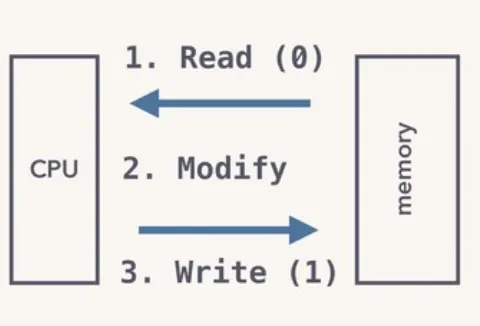 1. Read (0)
CPU
2. Modify
memory
3. Write (1)